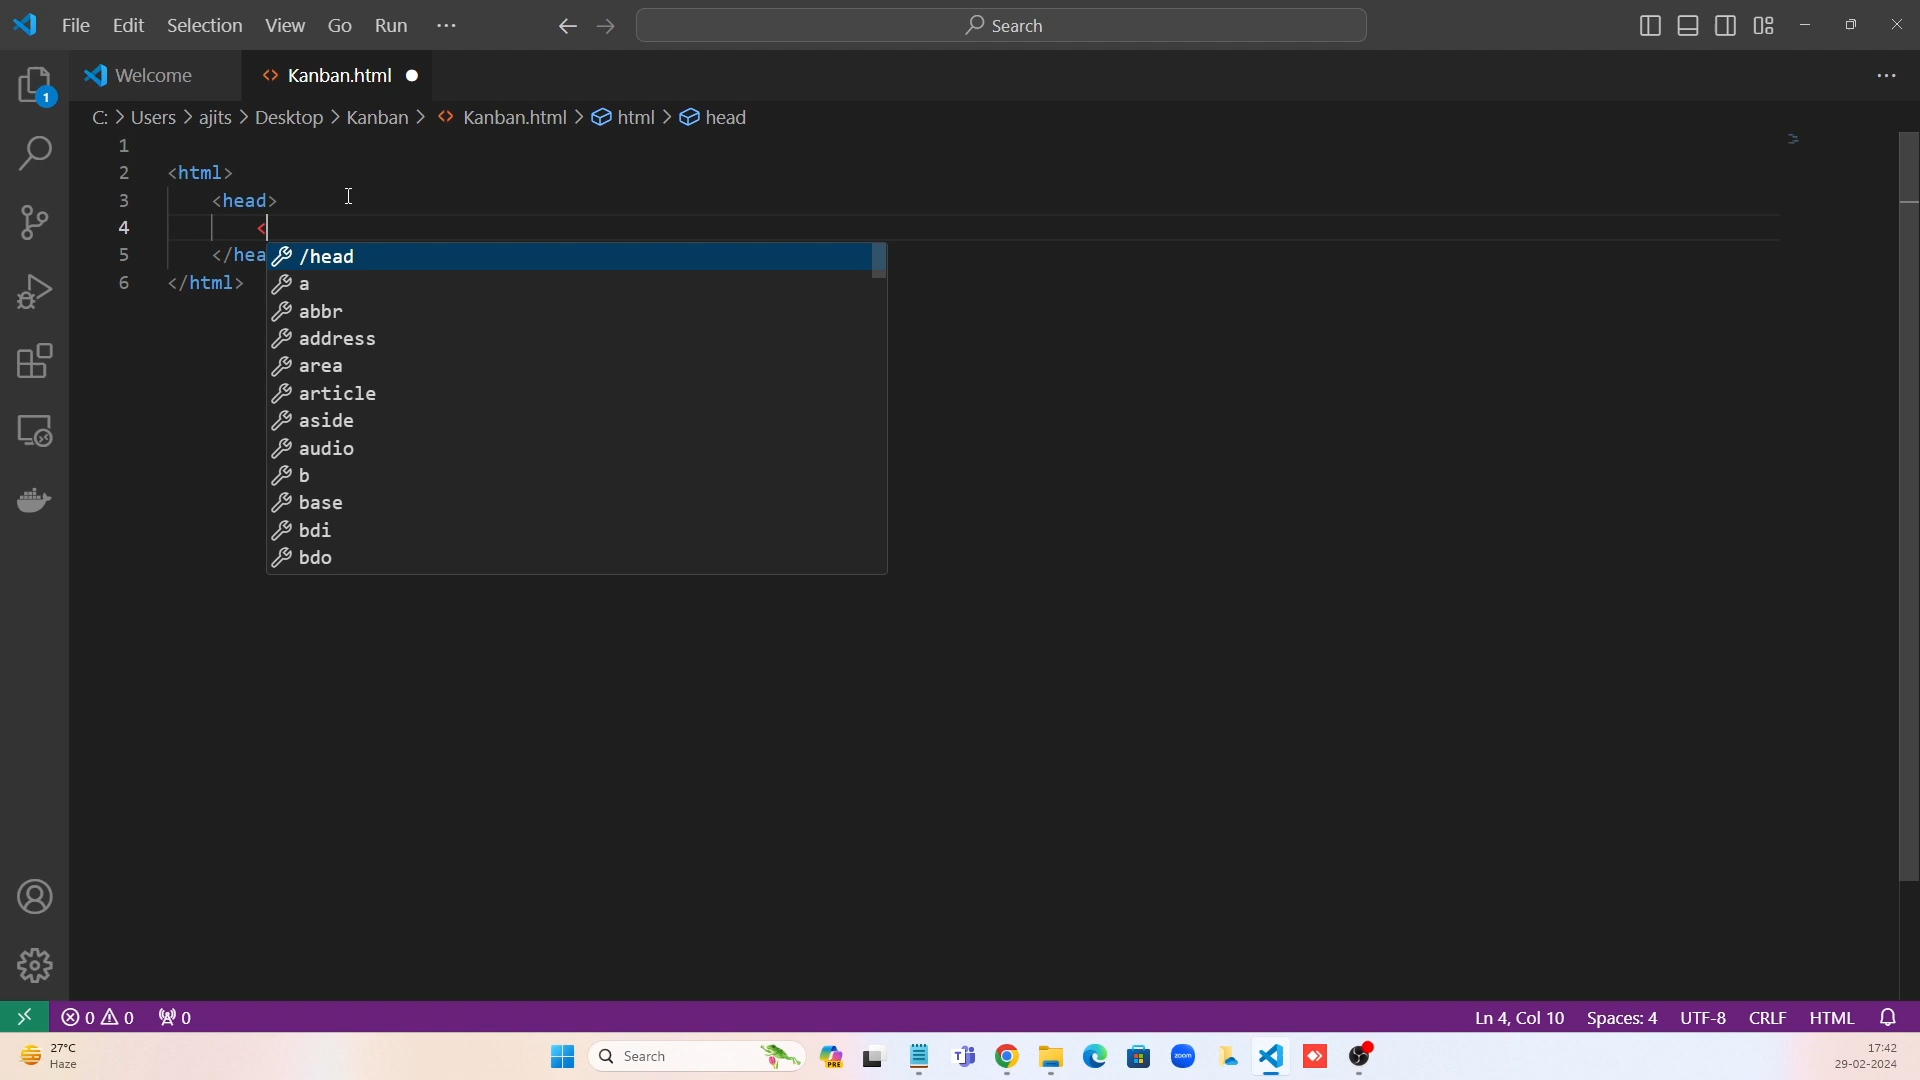 File Edit Selection View Go Run ··· Search
Welcome Kanban.html ···
1
C: > Users > ajits > Desktop > Kanban > Kanban.html > html > head
1
2 <html>
3 <head>
4 <
5 </hea
6 </html>
/head
a
abbr
address
area
article
aside
audio
b
base
bdi
bdo
0 0 0 Ln 4, Col 10 Spaces: 4 UTF-8 CRLF HTML
27°C
Haze
Search
PRE
zoom
17:42
29-02-2024